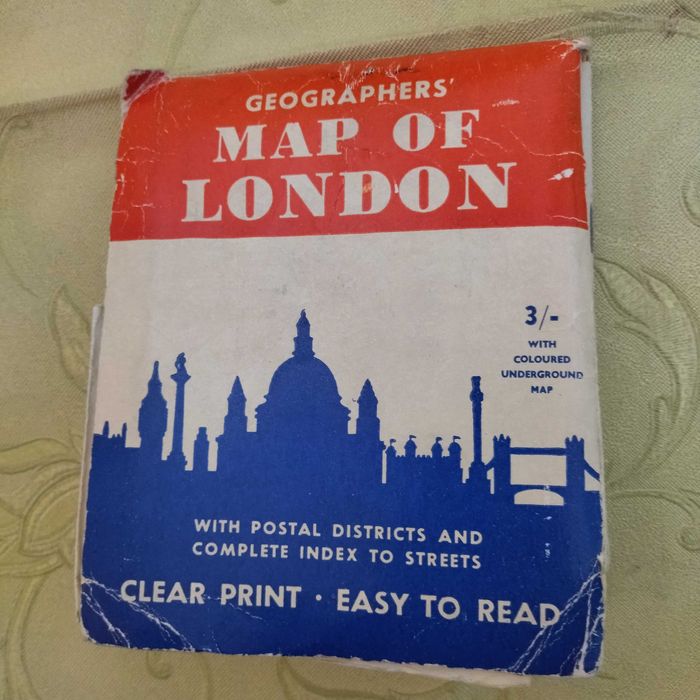 GEOGRAPHERS'
MAP OF
LONDON
3/-
WITH
COLOURED
UNDERGROUND
MAP
WITH POSTAL DISTRICTS AND
COMPLETE INDEX TO STREETS
CLEAR PRINT · EASY TO READ